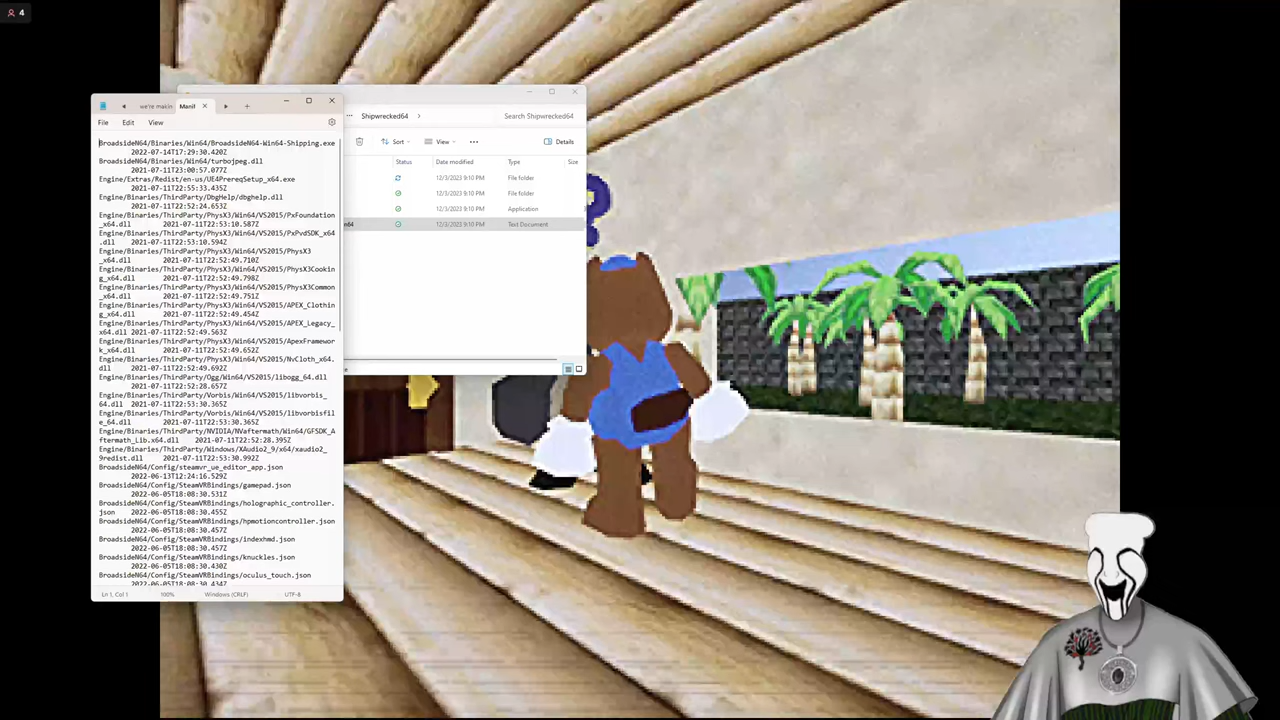 4
we're makin
Manif
File
Edit
View
BroadsideN64/Binaries/Win64/BroadsideN64-Win64-Shipping.exe
2022-07-14T17:29:30.420Z
BroadsideN64/Binaries/Win64/turbojpeg.dll
2021-07-11T23:00:57.077Z
Engine/Extras/Redist/en-us/UE4PrereqSetup_x64.exe
2021-07-11T22:55:33.435Z
Engine/Binaries/ThirdParty/DbgHelp/dbghelp.dll
2021-07-11T22:52:24.653Z
Engine/Binaries/ThirdParty/PhysX3/Win64/VS2015/PxFoundation
_x64.dll 2021-07-11T22:53:10.587Z
Engine/Binaries/ThirdParty/PhysX3/Win64/VS2015/PxPvdSDK_x64
.dll 2021-07-11T22:53:10.594Z
Engine/Binaries/ThirdParty/PhysX3/Win64/VS2015/PhysX3
_x64.dll 2021-07-11T22:52:49.710Z
Engine/Binaries/ThirdParty/PhysX3/Win64/VS2015/PhysX3Cookin
g_x64.dll 2021-07-11T22:52:49.798Z
Engine/Binaries/ThirdParty/PhysX3/Win64/VS2015/PhysX3Common
_x64.dll 2021-07-11T22:52:49.751Z
Engine/Binaries/ThirdParty/PhysX3/Win64/VS2015/APEX_Clothin
g_x64.dll 2021-07-11T22:52:49.454Z
Engine/Binaries/ThirdParty/PhysX3/Win64/VS2015/APEX_Legacy_
x64.dll 2021-07-11T22:52:49.563Z
Engine/Binaries/ThirdParty/PhysX3/Win64/VS2015/ApexFramewor
k_x64.dll 2021-07-11T22:52:49.652Z
Engine/Binaries/ThirdParty/PhysX3/Win64/VS2015/NvCloth_x64.
dll 2021-07-11T22:52:49.692Z
Engine/Binaries/ThirdParty/Ogg/Win64/VS2015/libogg_64.dll
2021-07-11T22:52:28.657Z
Engine/Binaries/ThirdParty/Vorbis/Win64/VS2015/libvorbis_
64.dll 2021-07-11T22:53:30.365Z
Engine/Binaries/ThirdParty/Vorbis/Win64/VS2015/libvorbisfil
e_64.dll 2021-07-11T22:53:30.365Z
Engine/Binaries/ThirdParty/NVIDIA/NVaftermath/Win64/GFSDK_A
ftermath_Lib.x64.dll 2021-07-11T22:52:28.395Z
Engine/Binaries/ThirdParty/Windows/XAudio2_9/x64/xaudio2_
9redist.dll 2021-07-11T22:53:30.992Z
BroadsideN64/Config/steamvr_ue_editor_app.json
2022-06-13T12:24:16.529Z
BroadsideN64/Config/SteamVRBindings/gamepad.json
2022-06-05T18:08:30.531Z
BroadsideN64/Config/SteamVRBindings/holographic_controller.
json 2022-06-05T18:08:30.455Z
BroadsideN64/Config/SteamVRBindings/hpmotioncontroller.json
2022-06-05T18:08:30.457Z
BroadsideN64/Config/SteamVRBindings/indexhmd.json
2022-06-05T18:08:30.457Z
BroadsideN64/Config/SteamVRBindings/knuckles.json
2022-06-05T18:08:30.430Z
BroadsideN64/Config/SteamVRBindings/oculus_touch.json
2022-06-05T18:08:30.434Z
Ln 1, Col 1
100%
Windows (CRLF)
UTF-8
Shipwrecked64
Search Shipwrecked64
Sort
View
Details
Status
Date modified
Type
Size
12/3/2023 9:10 PM
File folder
12/3/2023 9:10 PM
File folder
12/3/2023 9:10 PM
Application
n64
12/3/2023 9:10 PM
Text Document